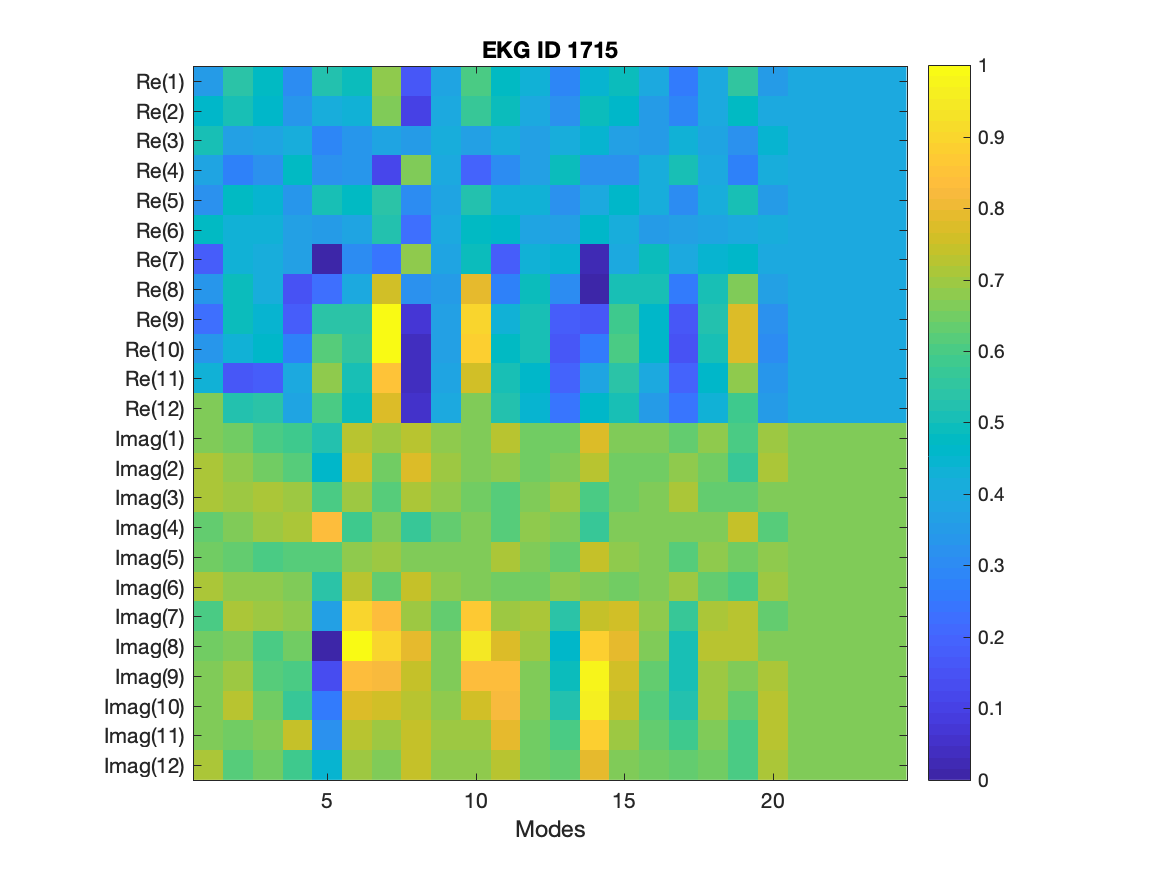 EKG ID 1715
Re(1)
Re(2)
Re(3)
Re(4)
Re(5)
Re(6)
Re(7)
Re(8)
Re(9)
Re(10)
Re(11)
Re(12)
Imag(1)
Imag(2)
Imag(3)
Imag(4)
Imag(5)
Imag(6)
Imag(7)
Imag(8)
Imag(9)
Imag(10)
Imag(11)
Imag(12)
5 10 15 20
Modes
1
0.9
0.8
0.7
0.6
0.5
0.4
0.3
0.2
0.1
0